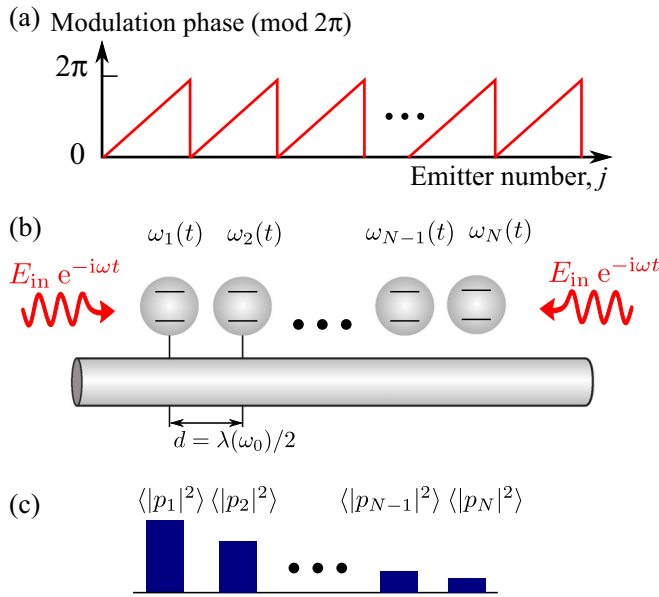 (a) Modulation phase (mod 2π)
2π
0
Emitter number, j
(b)
ω₁(t) ω₂(t) ω_{N−1}(t) ω_N(t)
E_in e^{−iωt} E_in e^{−iωt}
d = λ(ω₀)/2
(c)
⟨|p₁|²⟩ ⟨|p₂|²⟩ ⟨|p_{N−1}|²⟩ ⟨|p_N|²⟩